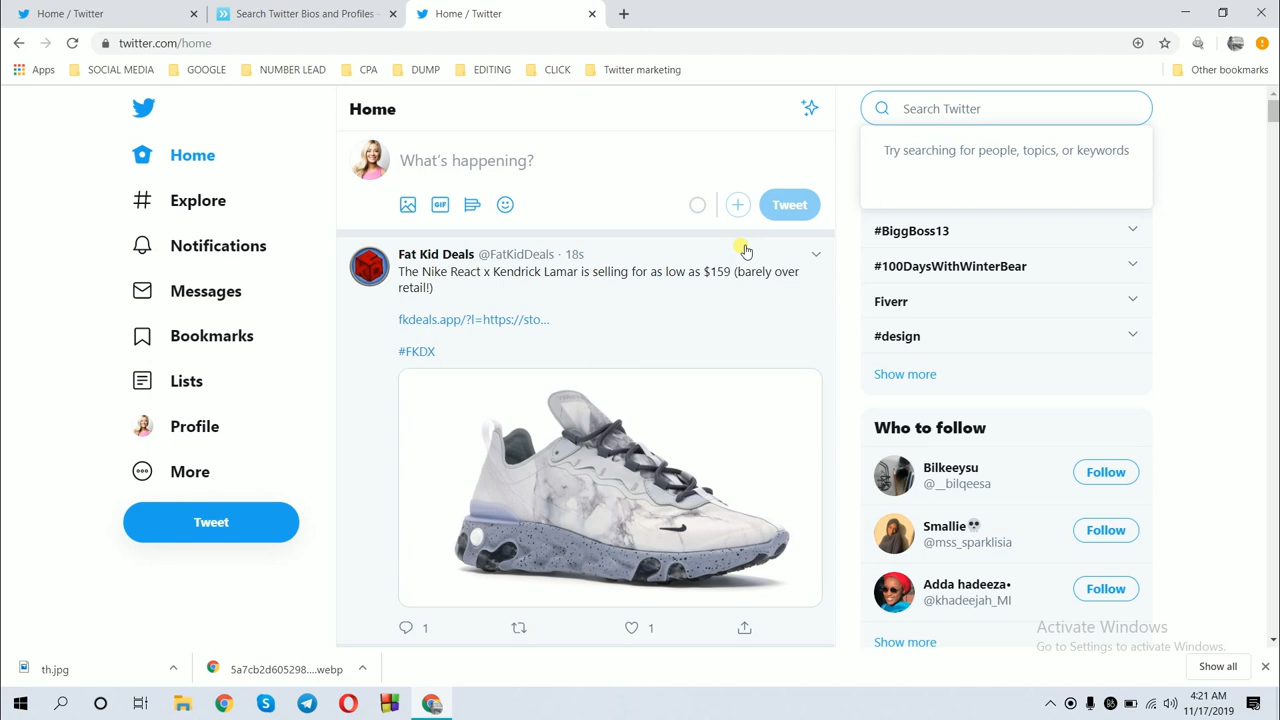 Home / Twitter
Search Twitter Bios and Profiles
Home / Twitter
twitter.com/home
Apps
SOCIAL MEDIA
GOOGLE
NUMBER LEAD
CPA
DUMP
EDITING
CLICK
Twitter marketing
Other bookmarks
Home
Explore
Notifications
Messages
Bookmarks
Lists
Profile
More
Tweet
Home
What's happening?
GIF
Tweet
Fat Kid Deals @FatKidDeals · 18s
The Nike React x Kendrick Lamar is selling for as low as $159 (barely over
retail!)
fkdeals.app/?l=https://sto...
#FKDX
1
1
Search Twitter
Try searching for people, topics, or keywords
#BiggBoss13
#100DaysWithWinterBear
Fiverr
#design
Show more
Who to follow
Bilkeeysu
@__bilqeesa
Follow
Smallie💀
@mss_sparklisia
Follow
Adda hadeeza•
@khadeejah_MI
Follow
Show more
Activate Windows
Go to Settings to activate Windows.
th.jpg
5a7cb2d605298....webp
Show all
4:21 AM
11/17/2019